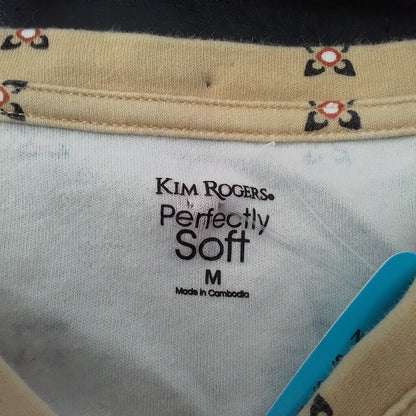 KIM ROGERS®
Perfectly
Soft
M
Made in Cambodia